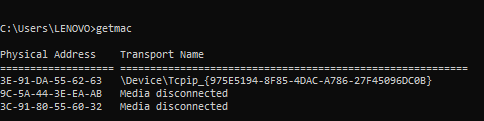 C:\Users\LENOVO>getmac
Physical Address    Transport Name
=================== ==========================================================
3E-91-DA-55-62-63   \Device\Tcpip_{975E5194-8F85-4DAC-A786-27F45096DC0B}
9C-5A-44-3E-EA-AB   Media disconnected
3C-91-80-55-60-32   Media disconnected